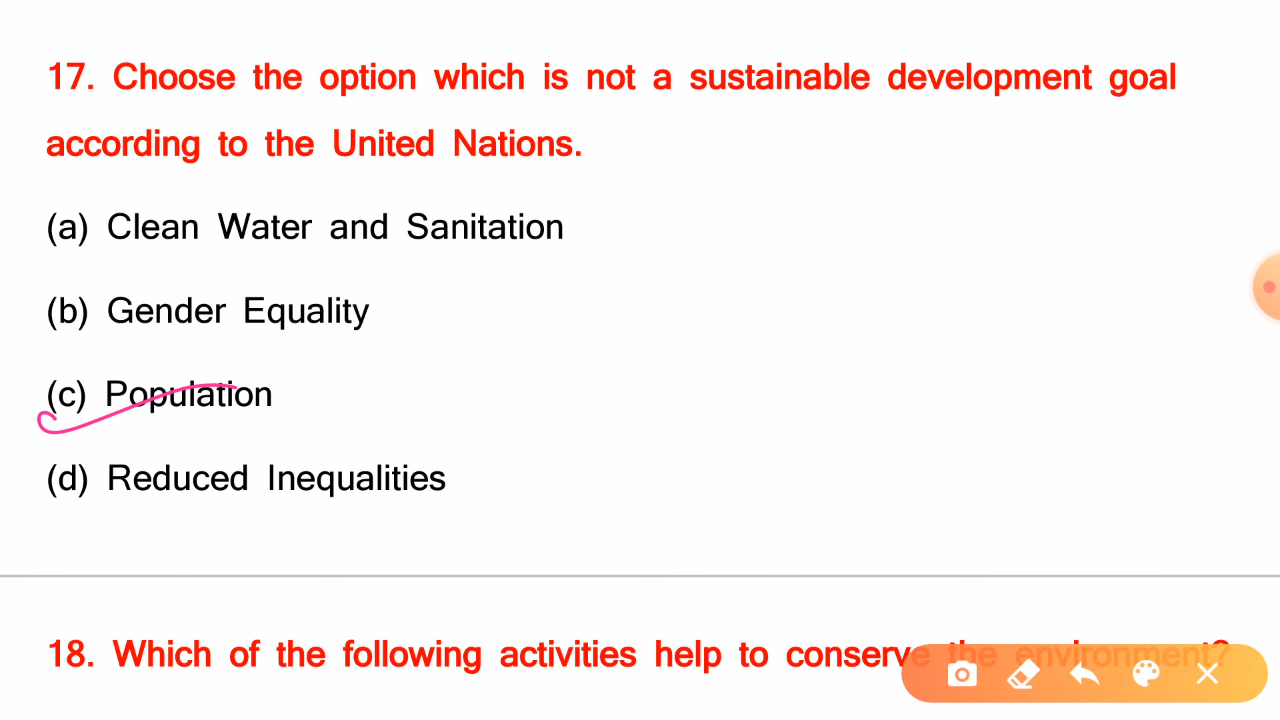 17. Choose the option which is not a sustainable development goal
according to the United Nations.
(a) Clean Water and Sanitation
(b) Gender Equality
(c) Population
(d) Reduced Inequalities
18. Which of the following activities help to conserve the environment?